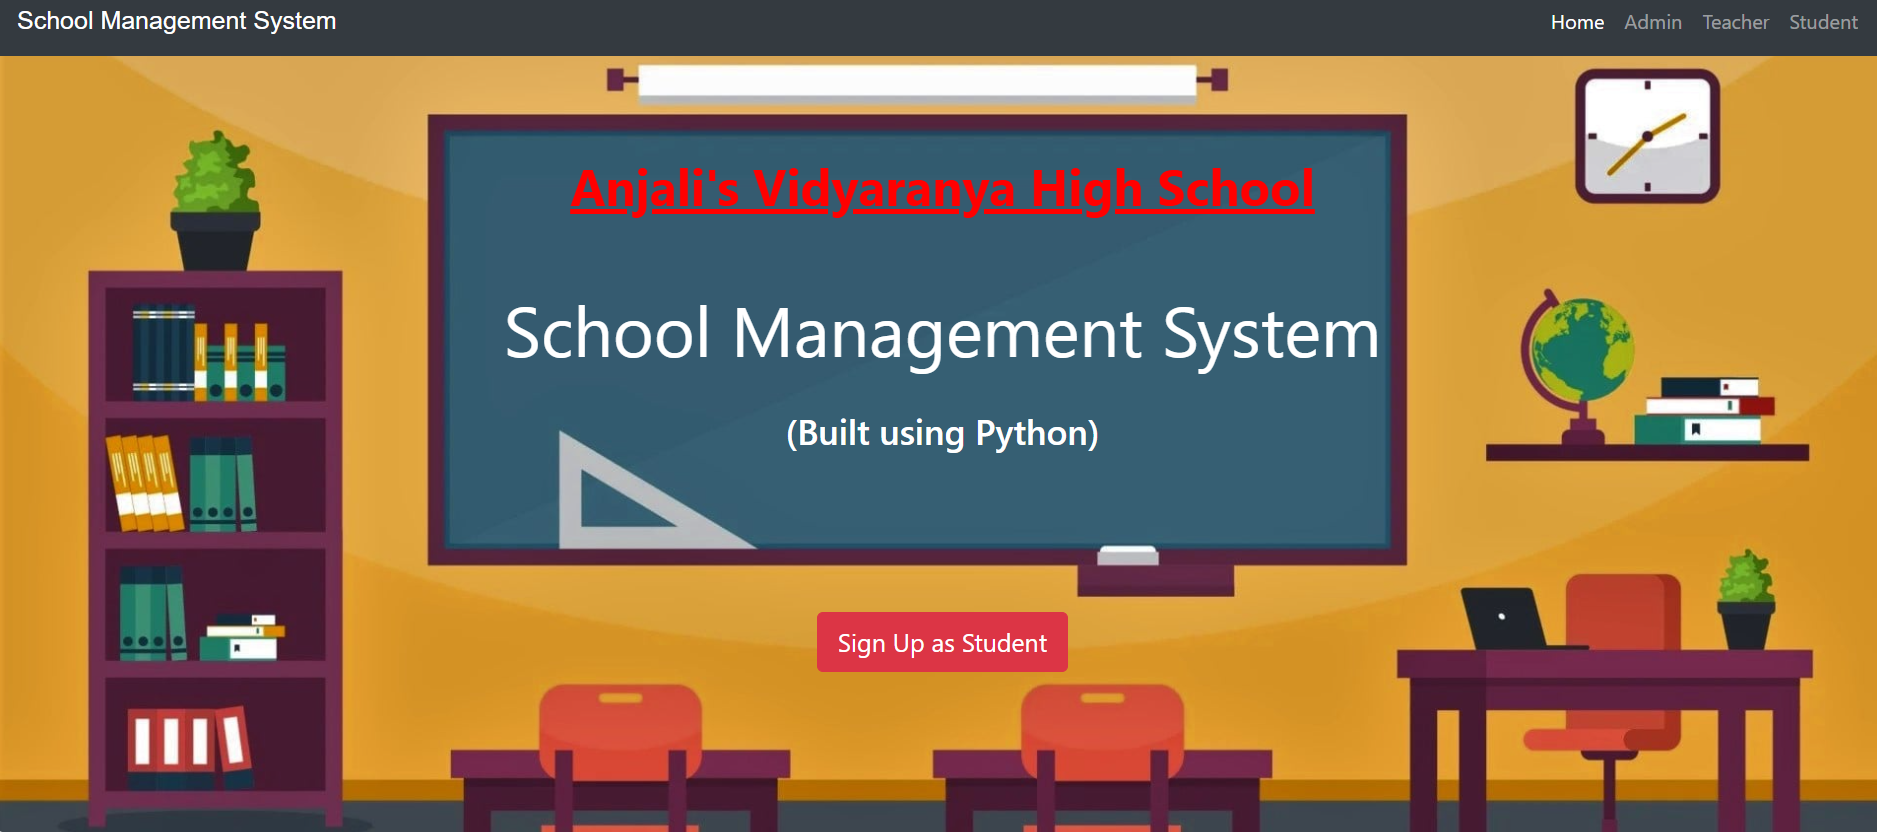 School Management System
Home Admin Teacher Student
Anjali's Vidyaranya High School
School Management System
(Built using Python)
Sign Up as Student